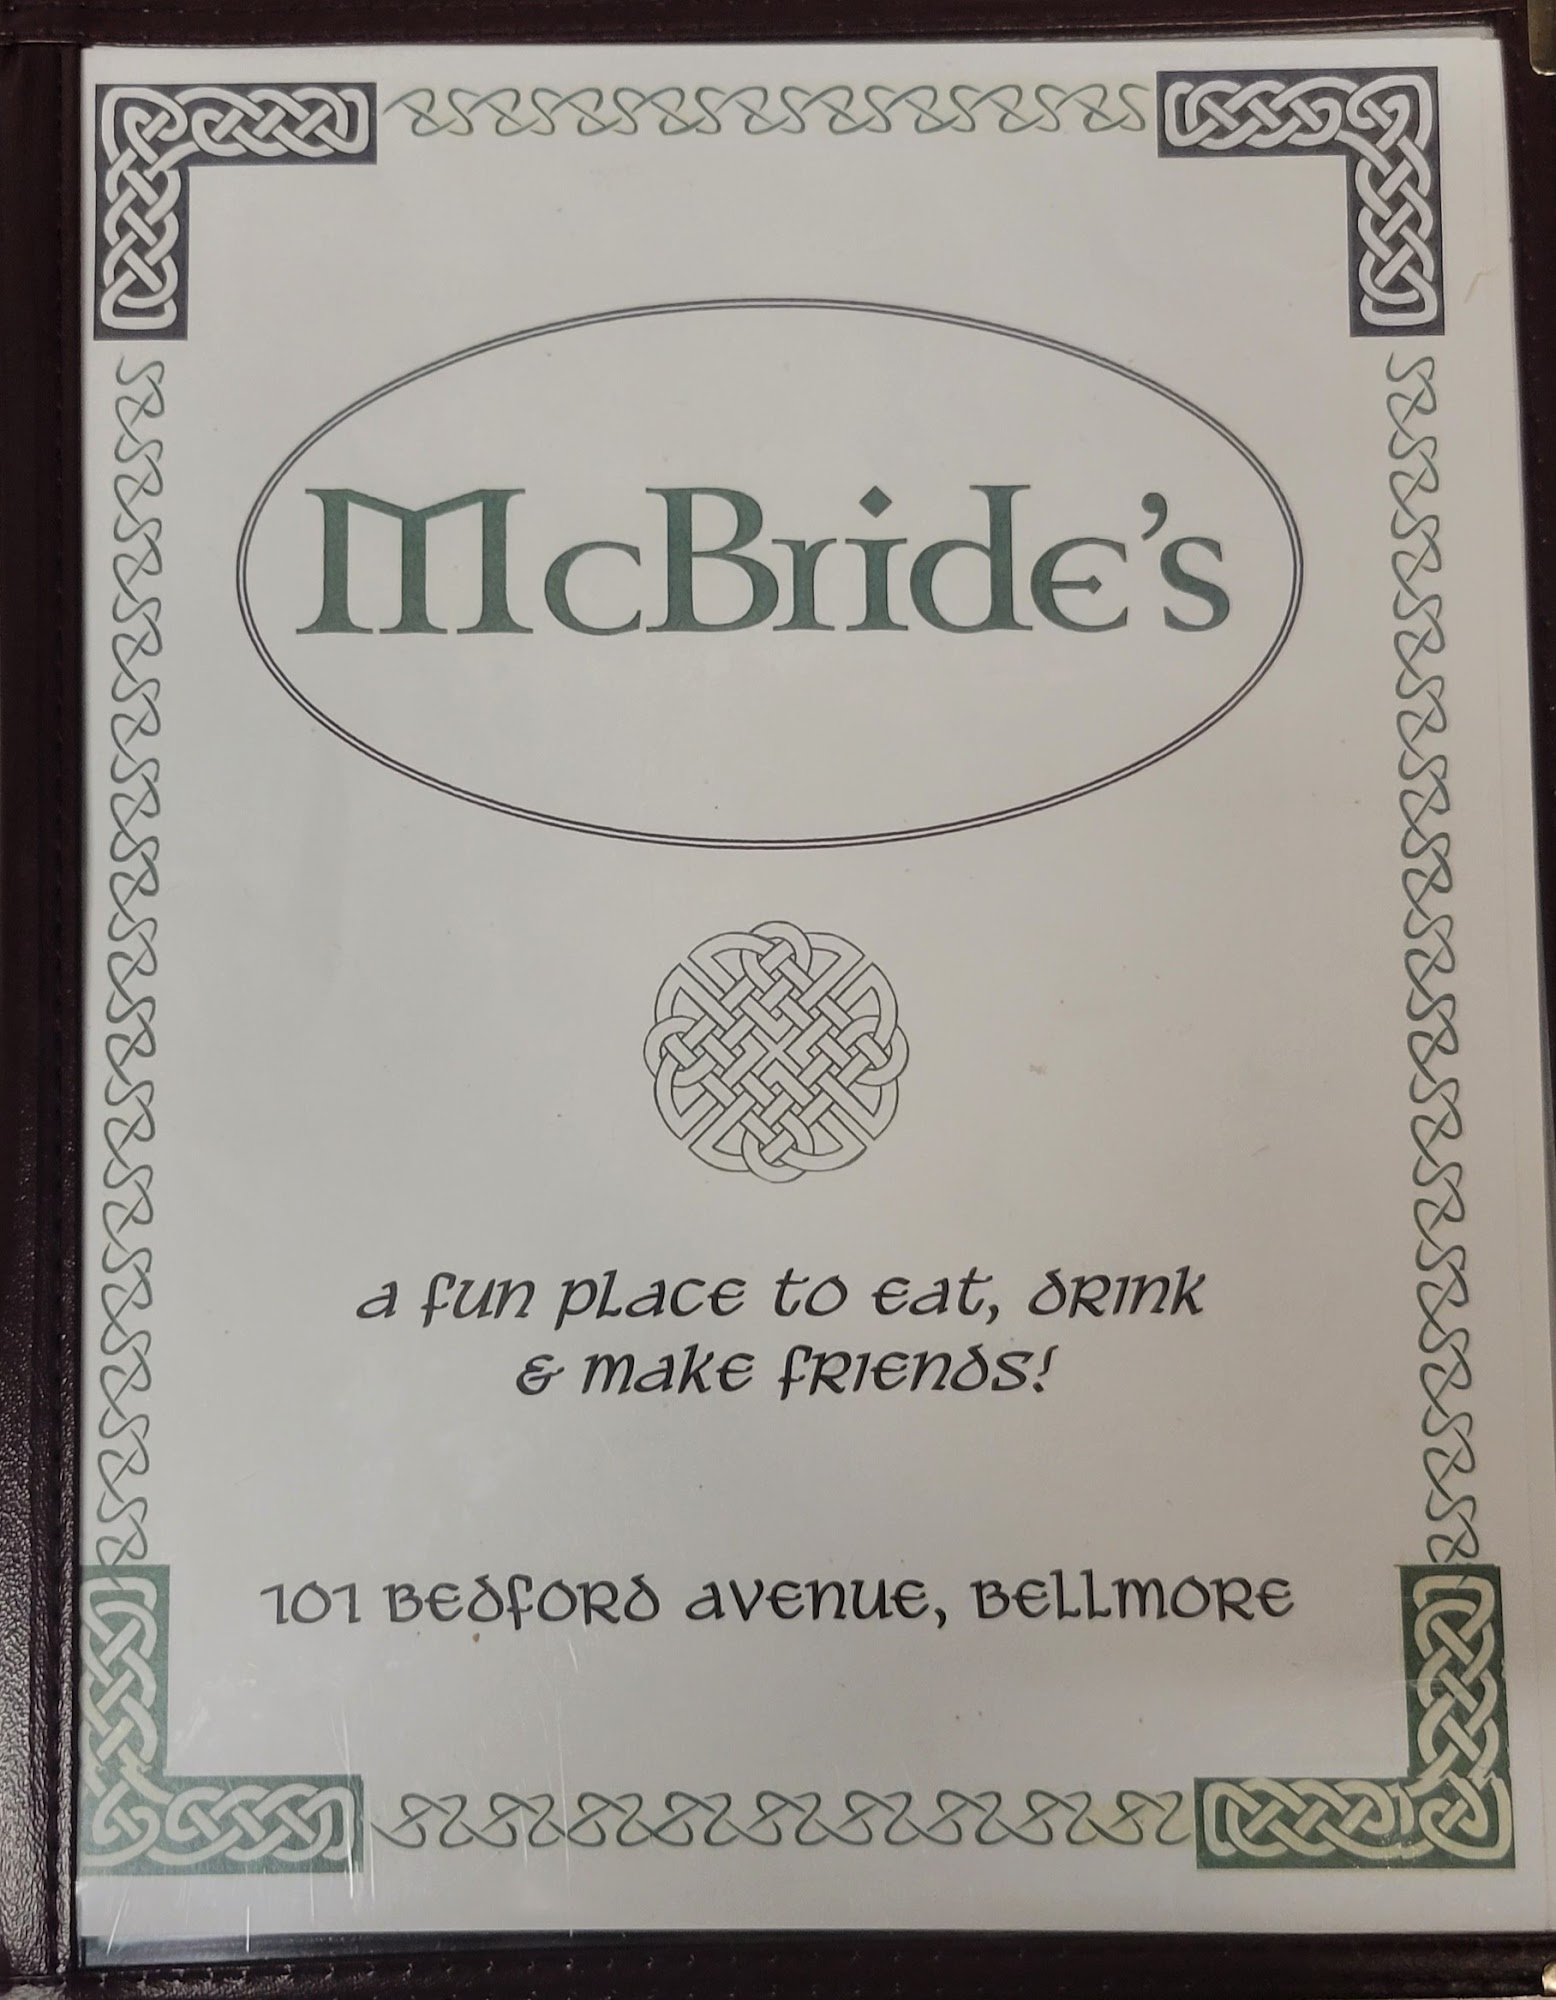 McBride's
a fun place to eat, drink
& make friends!
101 Bedford Avenue, Bellmore